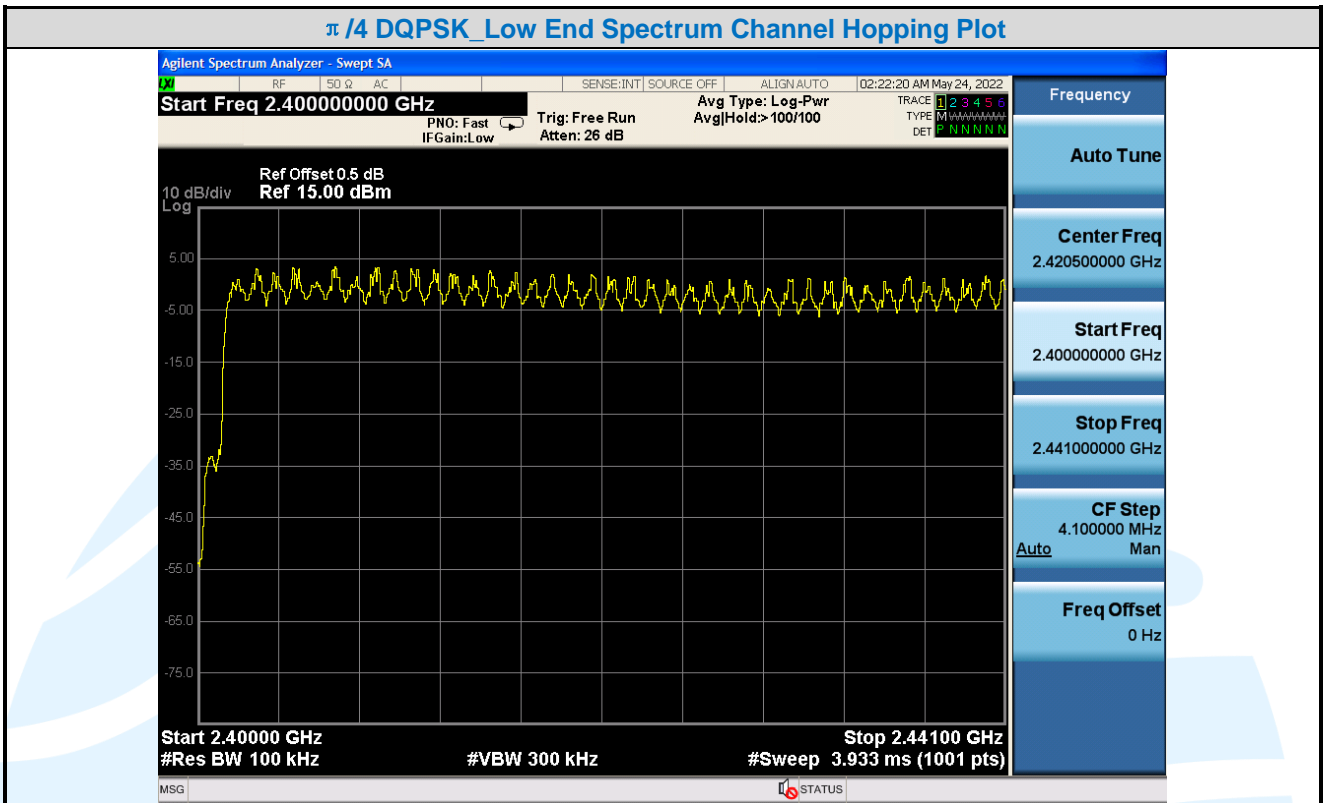 π/4 DQPSK_Low End Spectrum Channel Hopping Plot
Agilent Spectrum Analyzer - Swept SA
LXI RF 50 Ω AC SENSE:INT SOURCE OFF ALIGN AUTO 02:22:20 AM May 24, 2022
Start Freq 2.400000000 GHz
PNO: Fast
IFGain:Low
Trig: Free Run
Atten: 26 dB
Avg Type: Log-Pwr
Avg|Hold:>100/100
TRACE 1 2 3 4 5 6
TYPE M
DET P N N N N N
Ref Offset 0.5 dB
10 dB/div Ref 15.00 dBm
Log
5.00
-5.00
-15.0
-25.0
-35.0
-45.0
-55.0
-65.0
-75.0
Start 2.40000 GHz Stop 2.44100 GHz
#Res BW 100 kHz #VBW 300 kHz #Sweep 3.933 ms (1001 pts)
MSG STATUS
Frequency
Auto Tune
Center Freq
2.420500000 GHz
Start Freq
2.400000000 GHz
Stop Freq
2.441000000 GHz
CF Step
4.100000 MHz
Auto Man
Freq Offset
0 Hz